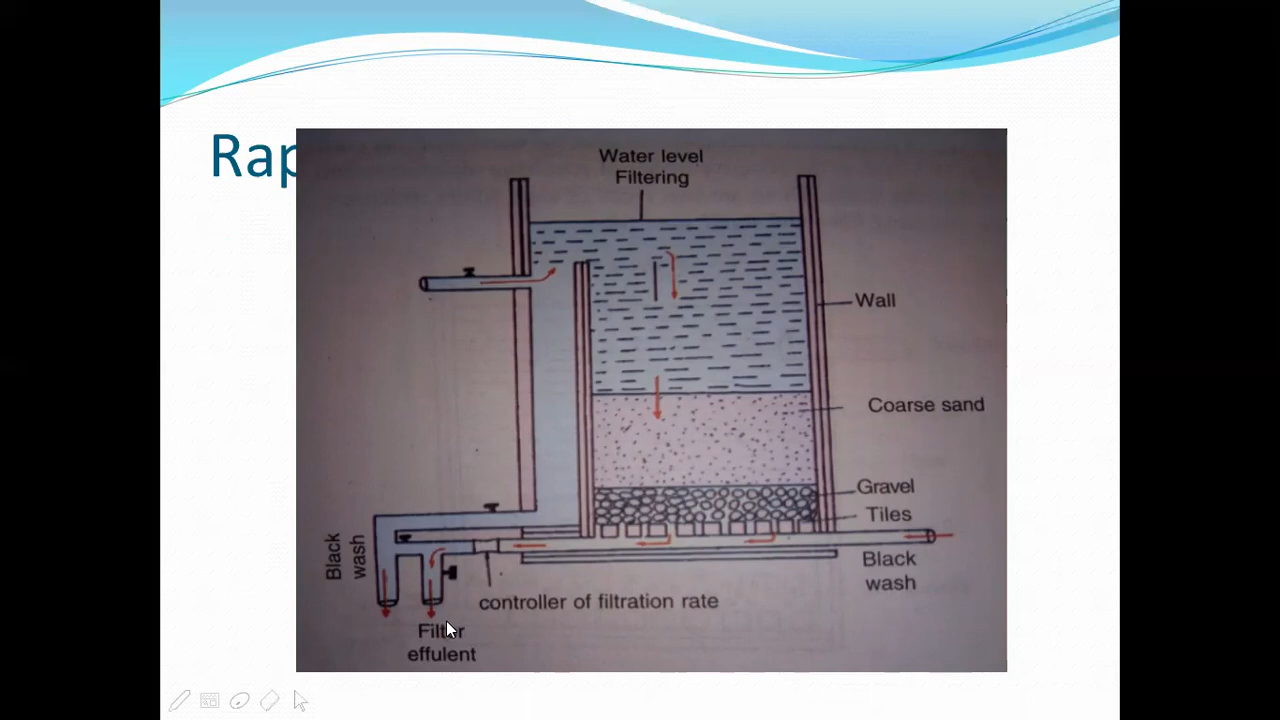 Rap
Water level
Filtering
Wall
Coarse sand
Gravel
Tiles
Black
wash
Black
wash
controller of filtration rate
Filter
effulent